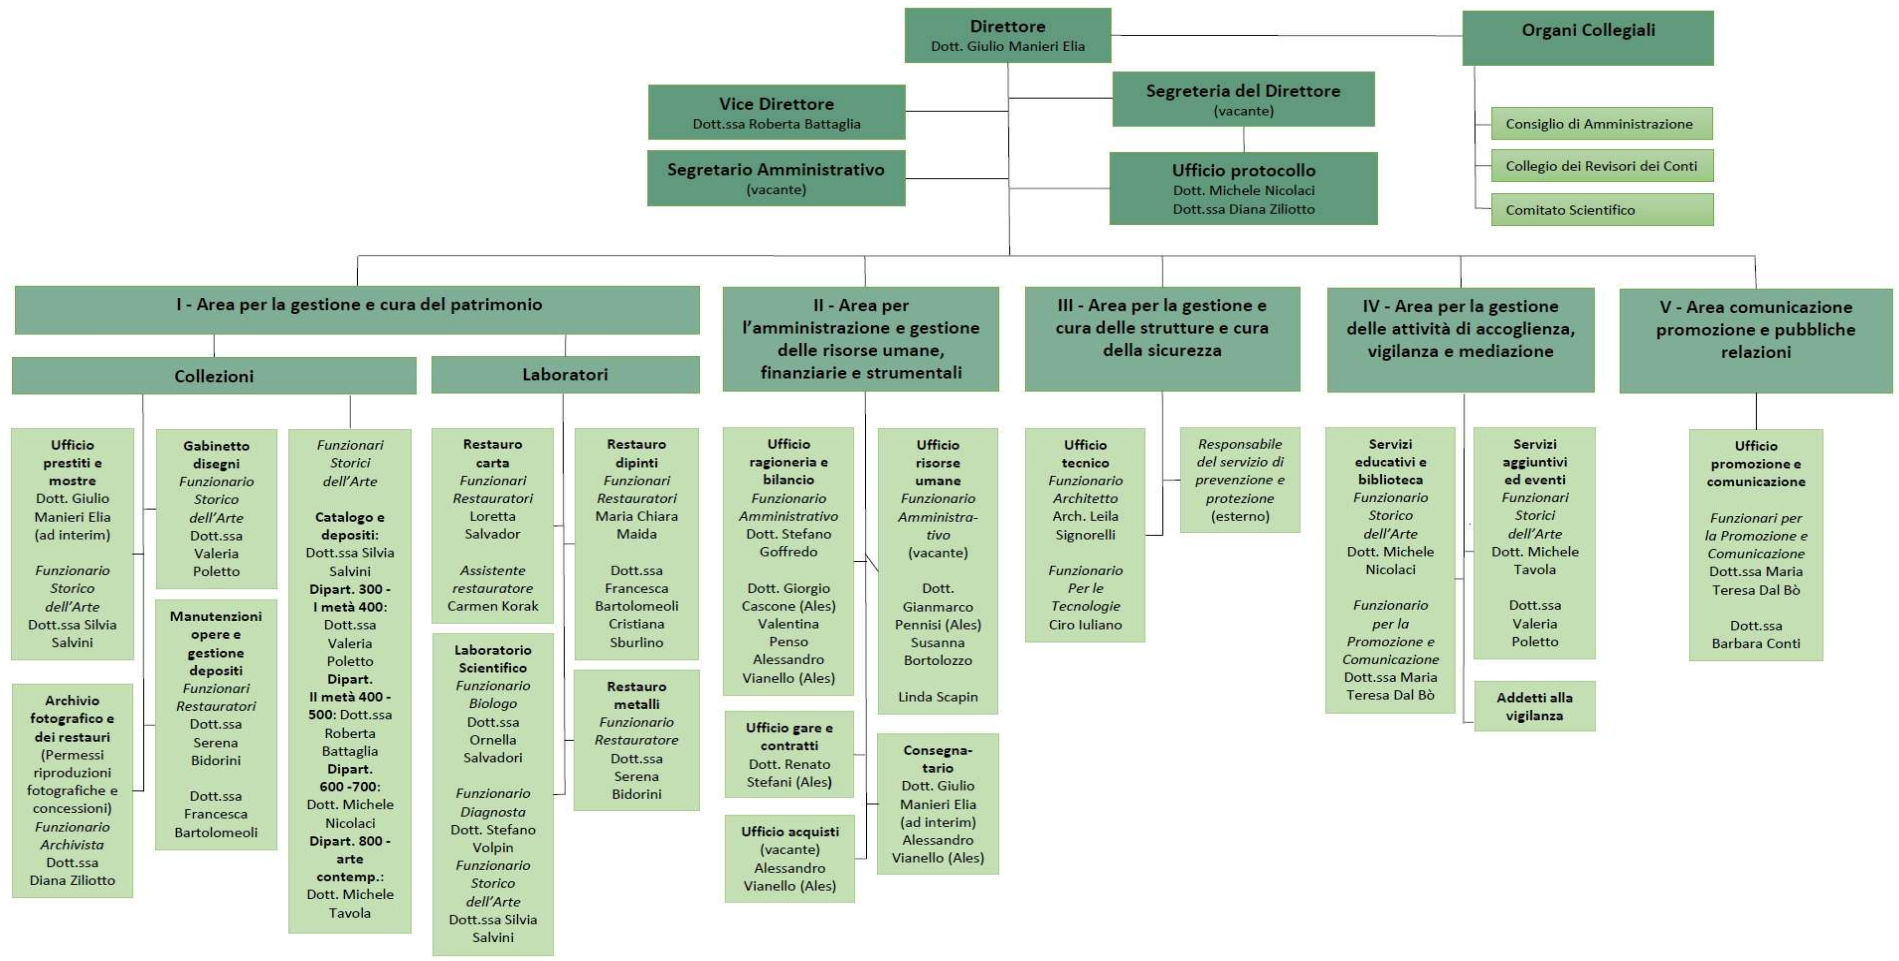 Direttore
Dott. Giulio Manieri Elia
Organi Collegiali
Vice Direttore
Dott.ssa Roberta Battaglia
Segreteria del Direttore
(vacante)
Consiglio di Amministrazione
Segretario Amministrativo
(vacante)
Ufficio protocollo
Dott. Michele Nicolaci
Dott.ssa Diana Ziliotto
Collegio dei Revisori dei Conti
Comitato Scientifico
I - Area per la gestione e cura del patrimonio
Collezioni
Ufficio
prestiti e
mostre
Dott. Giulio
Manieri Elia
(ad interim)
Funzionario
Storico
dell’Arte
Dott.ssa Silvia
Salvini
Archivio
fotografico e
dei restauri
(Permessi
riproduzioni
fotografiche e
concessioni)
Funzionario
Archivista
Dott.ssa
Diana Ziliotto
Gabinetto
disegni
Funzionario
Storico
dell’Arte
Dott.ssa
Valeria
Poletto
Manutenzioni
opere e
gestione
depositi
Funzionari
Restauratori
Dott.ssa
Serena
Bidorini
Dott.ssa
Francesca
Bartolomeoli
Funzionari
Storici
dell’Arte
Catalogo e
depositi:
Dott.ssa Silvia
Salvini
Dipart. 300 -
I metà 400:
Dott.ssa
Valeria
Poletto
Dipart.
II metà 400 -
500: Dott.ssa
Roberta
Battaglia
Dipart.
600 -700:
Dott. Michele
Nicolaci
Dipart. 800 -
arte
contemp.:
Dott. Michele
Tavola
Laboratori
Restauro
carta
Funzionari
Restauratori
Loretta
Salvador
Assistente
restauratore
Carmen Korak
Laboratorio
Scientifico
Funzionario
Biologo
Dott.ssa
Ornella
Salvadori
Funzionario
Diagnosta
Dott. Stefano
Volpin
Funzionario
Storico
dell’Arte
Dott.ssa Silvia
Salvini
Restauro
dipinti
Funzionari
Restauratori
Maria Chiara
Maida
Dott.ssa
Francesca
Bartolomeoli
Cristiana
Sburlino
Restauro
metalli
Funzionario
Restauratore
Dott.ssa
Serena
Bidorini
II - Area per
l’amministrazione e gestione
delle risorse umane,
finanziarie e strumentali
Ufficio
ragioneria e
bilancio
Funzionario
Amministrativo
Dott. Stefano
Goffredo
Dott. Giorgio
Cascone (Ales)
Valentina
Penso
Alessandro
Vianello (Ales)
Ufficio gare e
contratti
Dott. Renato
Stefani (Ales)
Ufficio acquisti
(vacante)
Alessandro
Vianello (Ales)
Ufficio
risorse
umane
Funzionario
Amministra-
tivo
(vacante)
Dott.
Gianmarco
Pennisi (Ales)
Susanna
Bortolozzo
Linda Scapin
Consegna-
tario
Dott. Giulio
Manieri Elia
(ad interim)
Alessandro
Vianello (Ales)
III - Area per la gestione e
cura delle strutture e cura
della sicurezza
Ufficio
tecnico
Funzionario
Architetto
Arch. Leila
Signorelli
Funzionario
Per le
Tecnologie
Ciro Iuliano
Responsabile
del servizio di
prevenzione e
protezione
(esterno)
IV - Area per la gestione
delle attività di accoglienza,
vigilanza e mediazione
Servizi
educativi e
biblioteca
Funzionario
Storico
dell’Arte
Dott. Michele
Nicolaci
Funzionario
per la
Promozione e
Comunicazione
Dott.ssa Maria
Teresa Dal Bò
Servizi
aggiuntivi
ed eventi
Funzionari
Storici
dell’Arte
Dott. Michele
Tavola
Dott.ssa
Valeria
Poletto
Addetti alla
vigilanza
V - Area comunicazione
promozione e pubbliche
relazioni
Ufficio
promozione e
comunicazione
Funzionari per
la Promozione e
Comunicazione
Dott.ssa Maria
Teresa Dal Bò
Dott.ssa
Barbara Conti